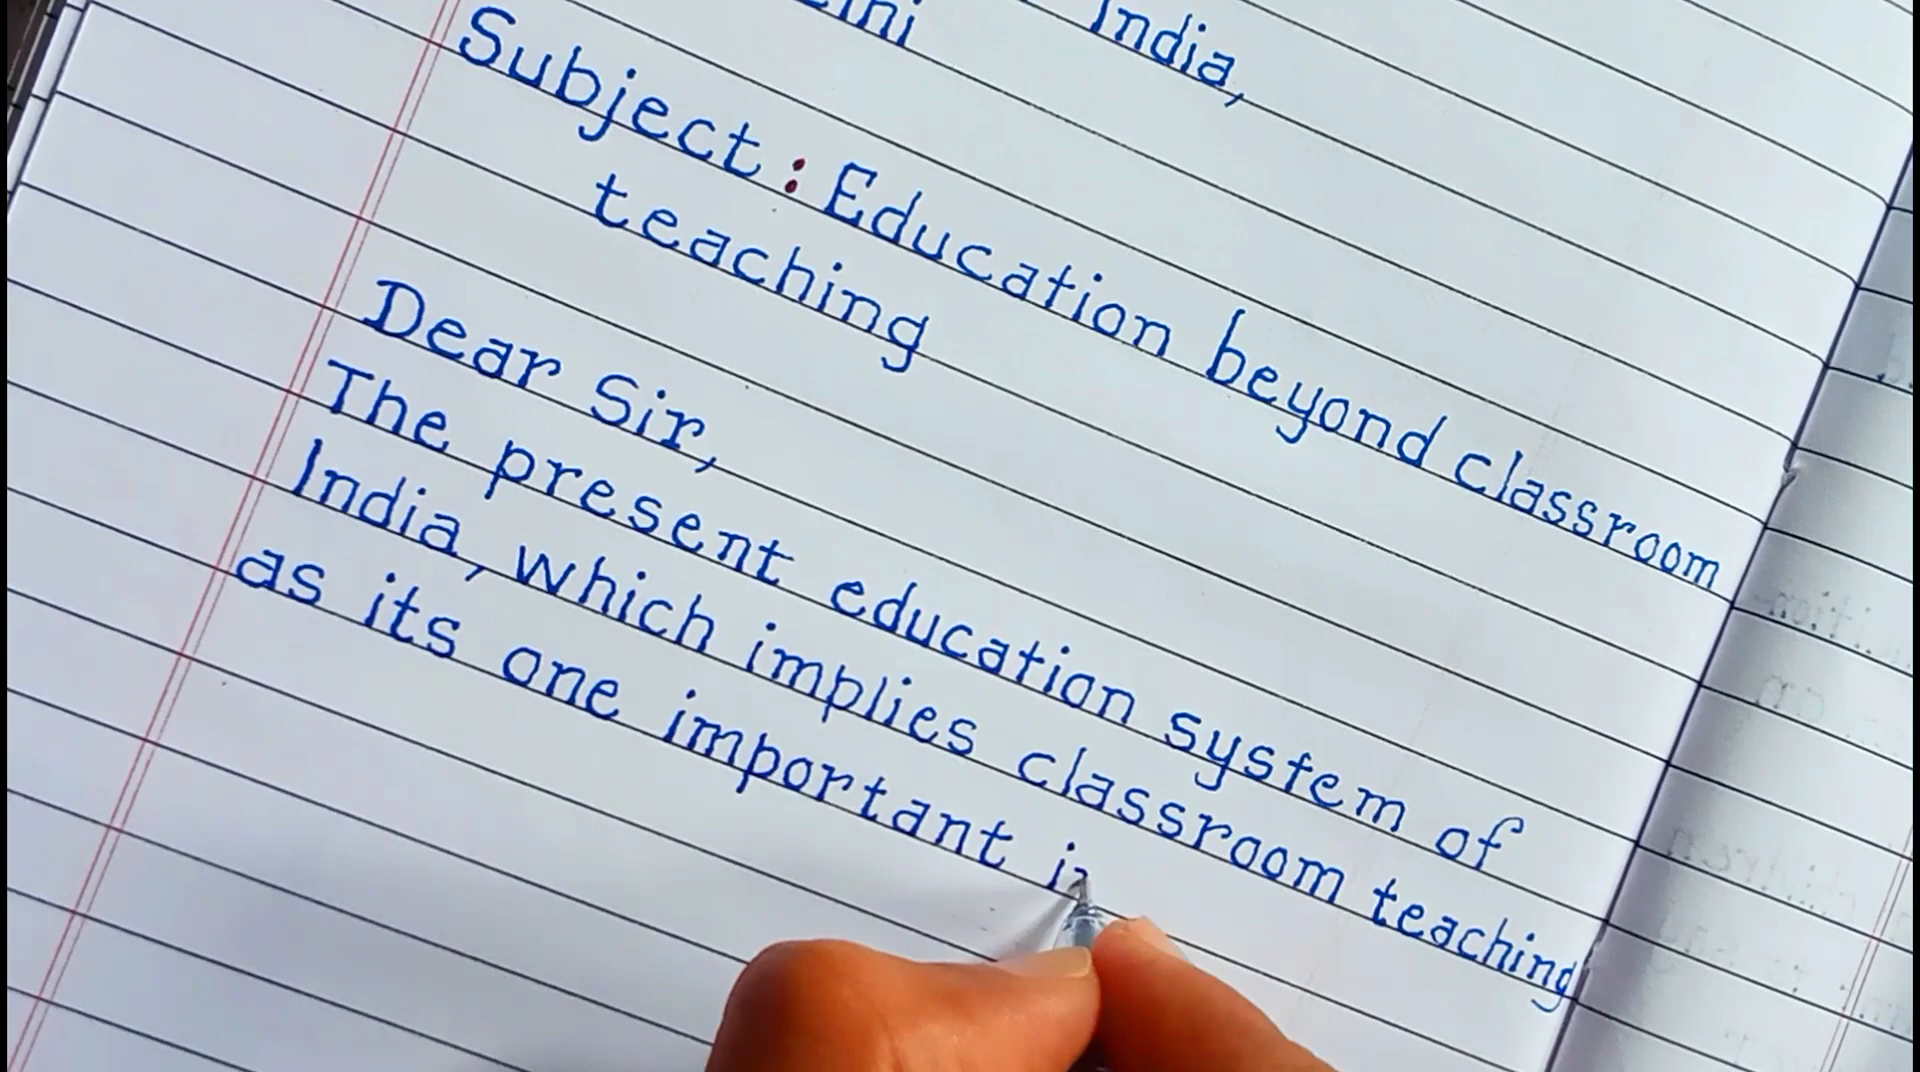 India,
Subject : Education beyond classroom
teaching
Dear Sir,
The present education system of
India, which implies classroom teaching
as its one important